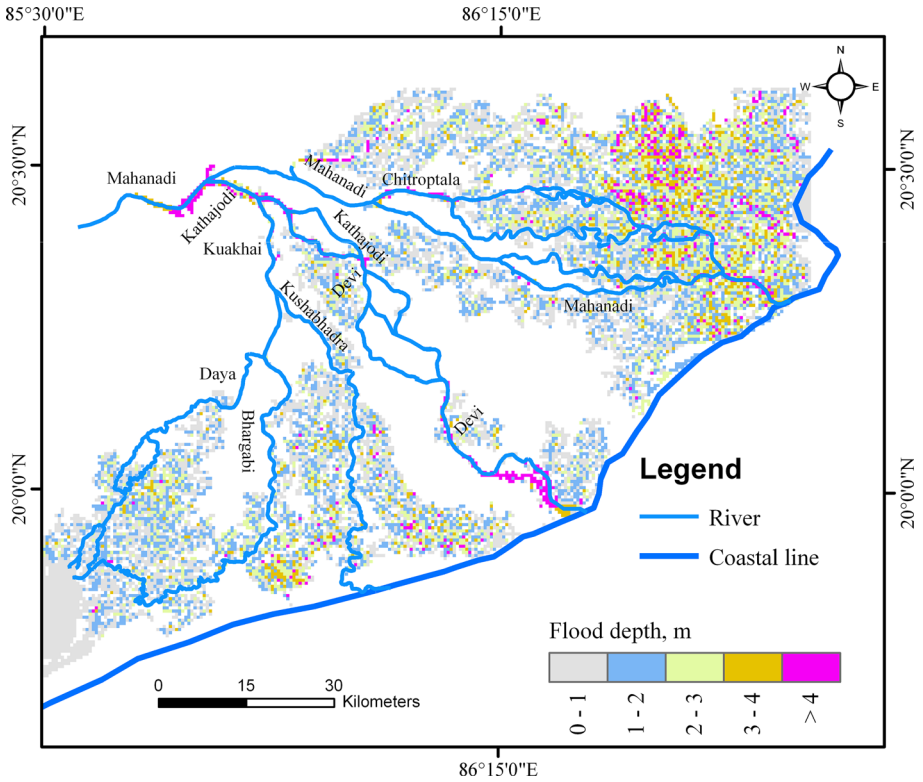 85°30'0"E
86°15'0"E
N
W
E
S
20°30'0"N
20°30'0"N
Mahanadi
Mahanadi
Chitroptala
Kathajodi
Kathajodi
Kuakhai
Devi
Kushabhadra
Mahanadi
Daya
Bhargabi
Devi
20°0'0"N
20°0'0"N
Legend
River
Coastal line
Flood depth, m
0 - 1
1 - 2
2 - 3
3 - 4
> 4
0
15
30
Kilometers
86°15'0"E